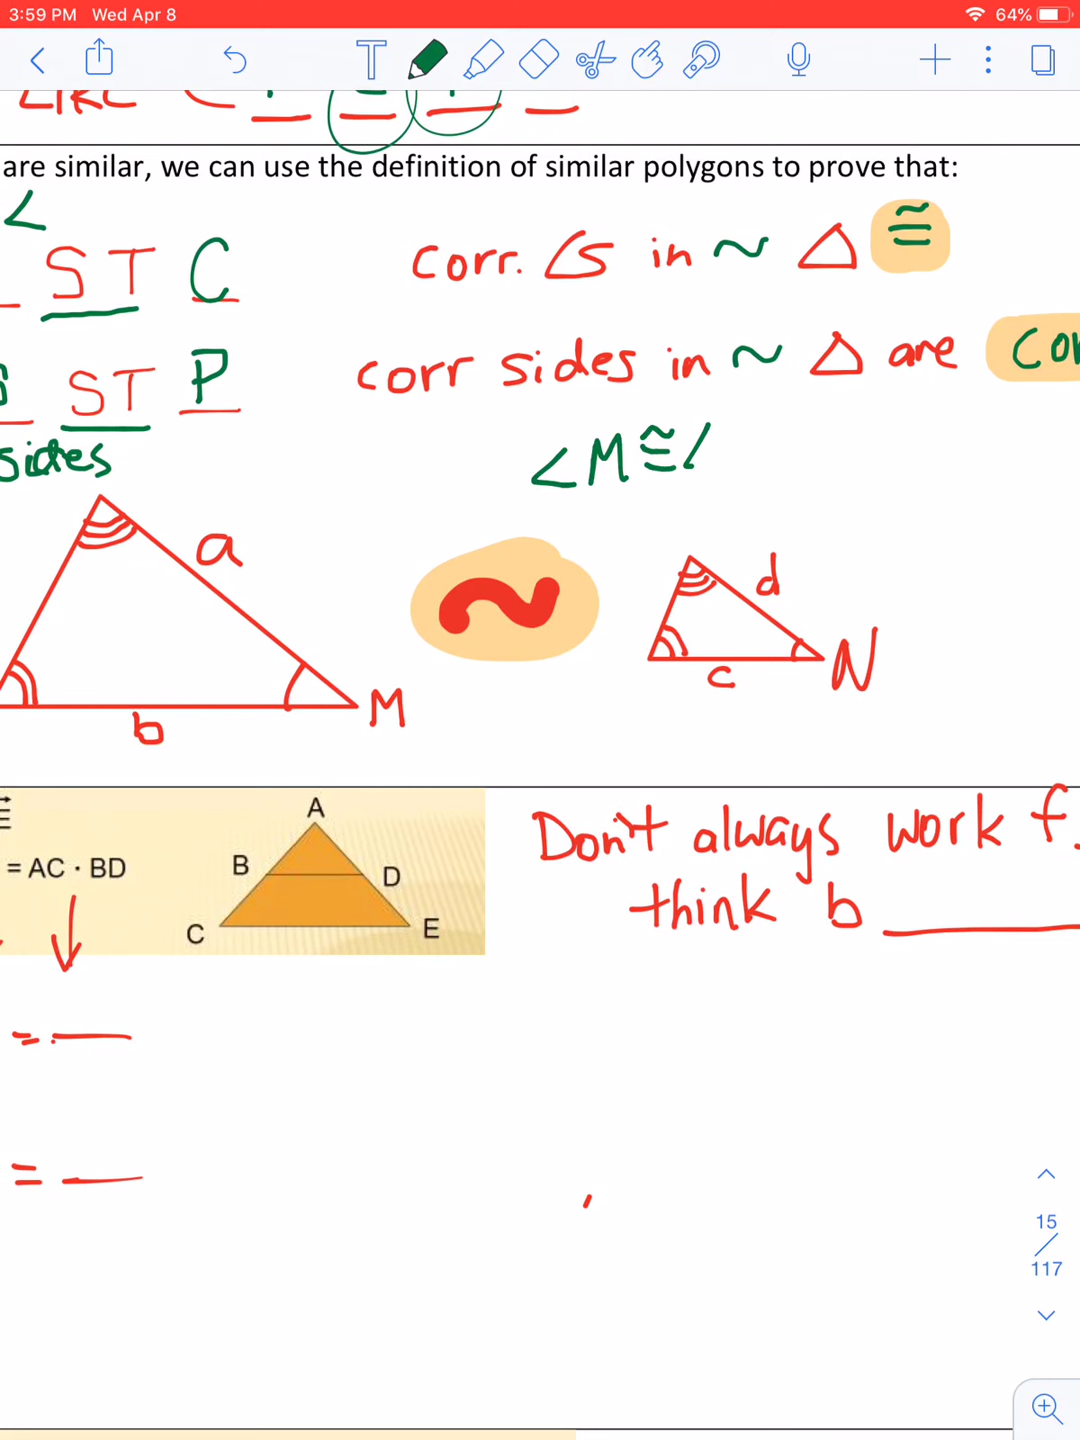 3:59 PM Wed Apr 8
64%
are similar, we can use the definition of similar polygons to prove that:
∠
ST C
corr. ∠s in ~ △ ≅
ST P
corr sides in ~ △ are
sides
∠M≅∠
a
~
d
c
N
b
M
= AC · BD
A
B
D
C
E
Don't always work f.
think b
=
=
15
/
117